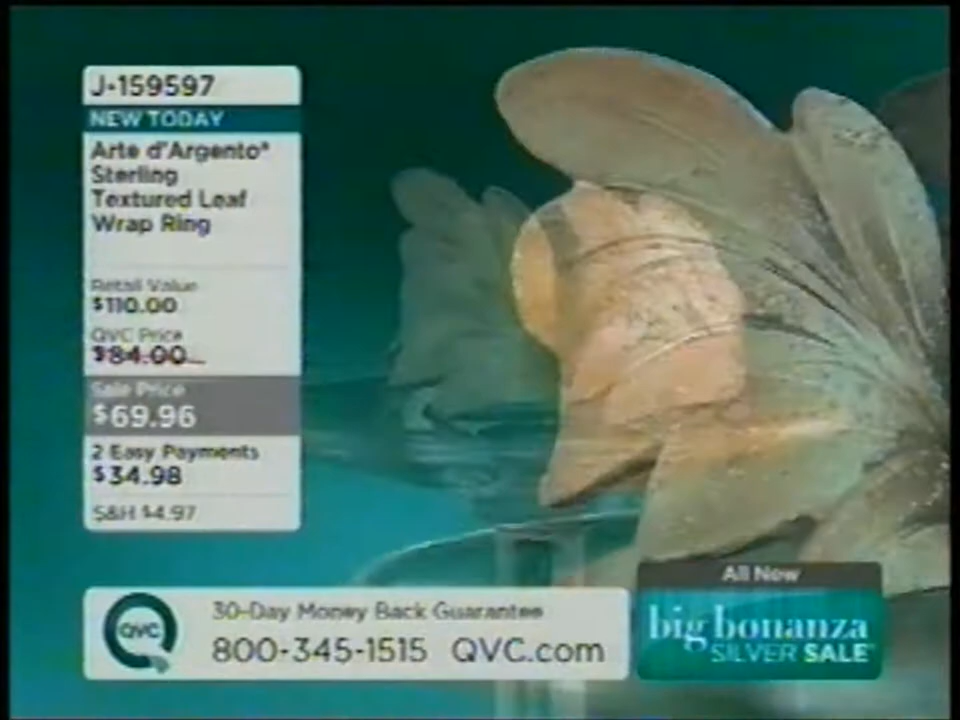 J-159597
NEW TODAY
Arte d'Argento®
Sterling
Textured Leaf
Wrap Ring
Retail Value
$110.00
QVC Price
$84.00
Sale Price
$69.96
2 Easy Payments
$34.98
S&H $4.97
QVC
30-Day Money Back Guarantee
800-345-1515 QVC.com
All New
big bonanza
SILVER SALE™